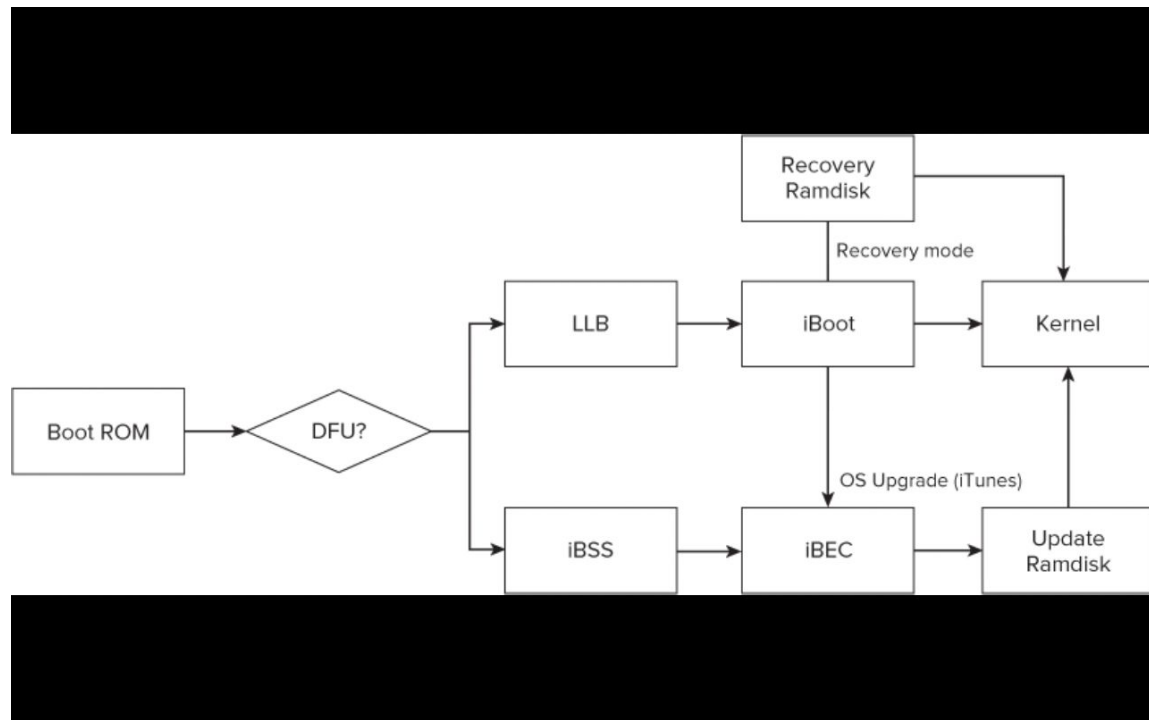 Recovery
Ramdisk
Recovery mode
LLB
iBoot
Kernel
Boot ROM
DFU?
OS Upgrade (iTunes)
iBSS
iBEC
Update
Ramdisk